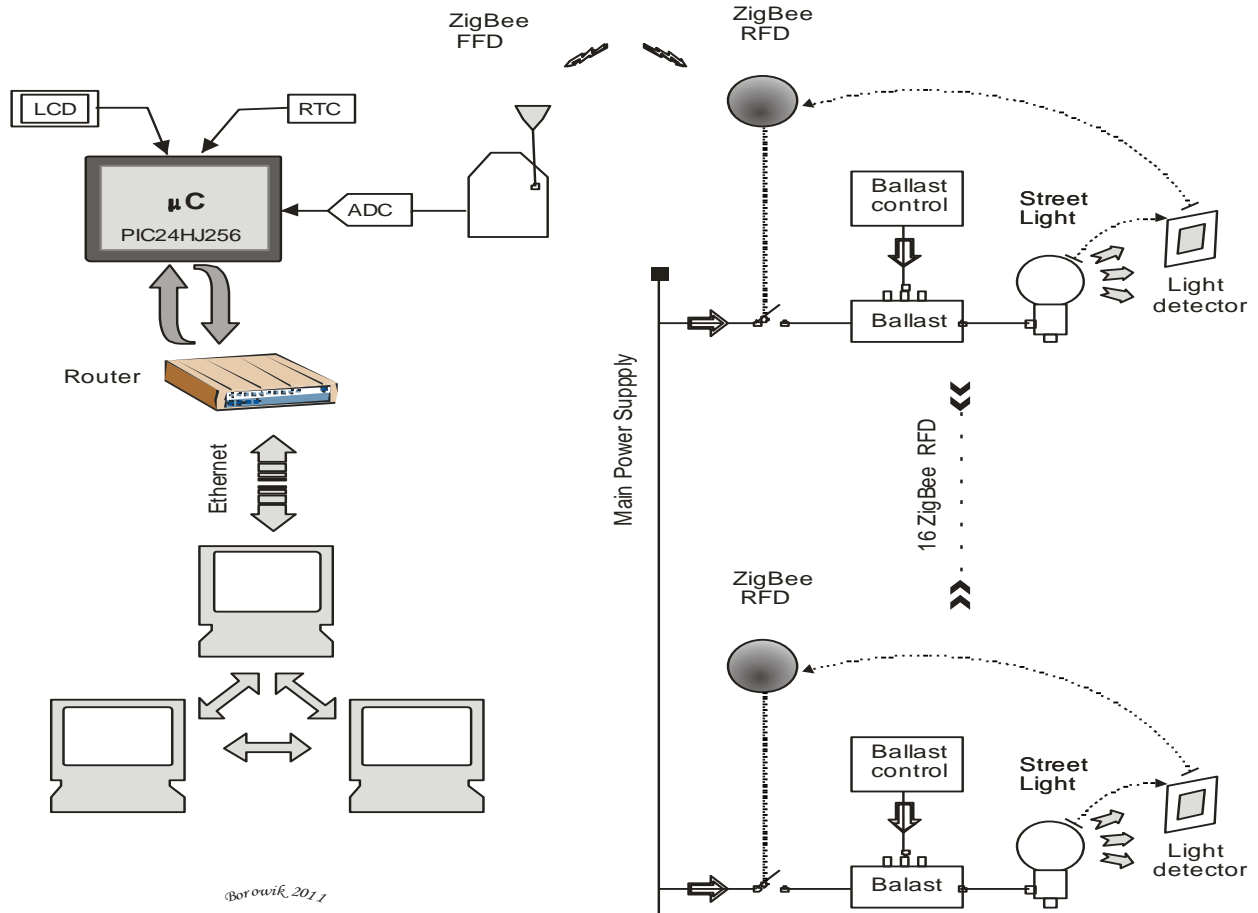 ZigBee
FFD
ZigBee
RFD
LCD
RTC
μC
PIC24HJ256
ADC
Ballast
control
Street
Light
Light
detector
Ballast
Router
Ethernet
Main Power Suppply
16 ZigBee RFD
ZigBee
RFD
Ballast
control
Street
Light
Light
detector
Balast
Borowik 2011